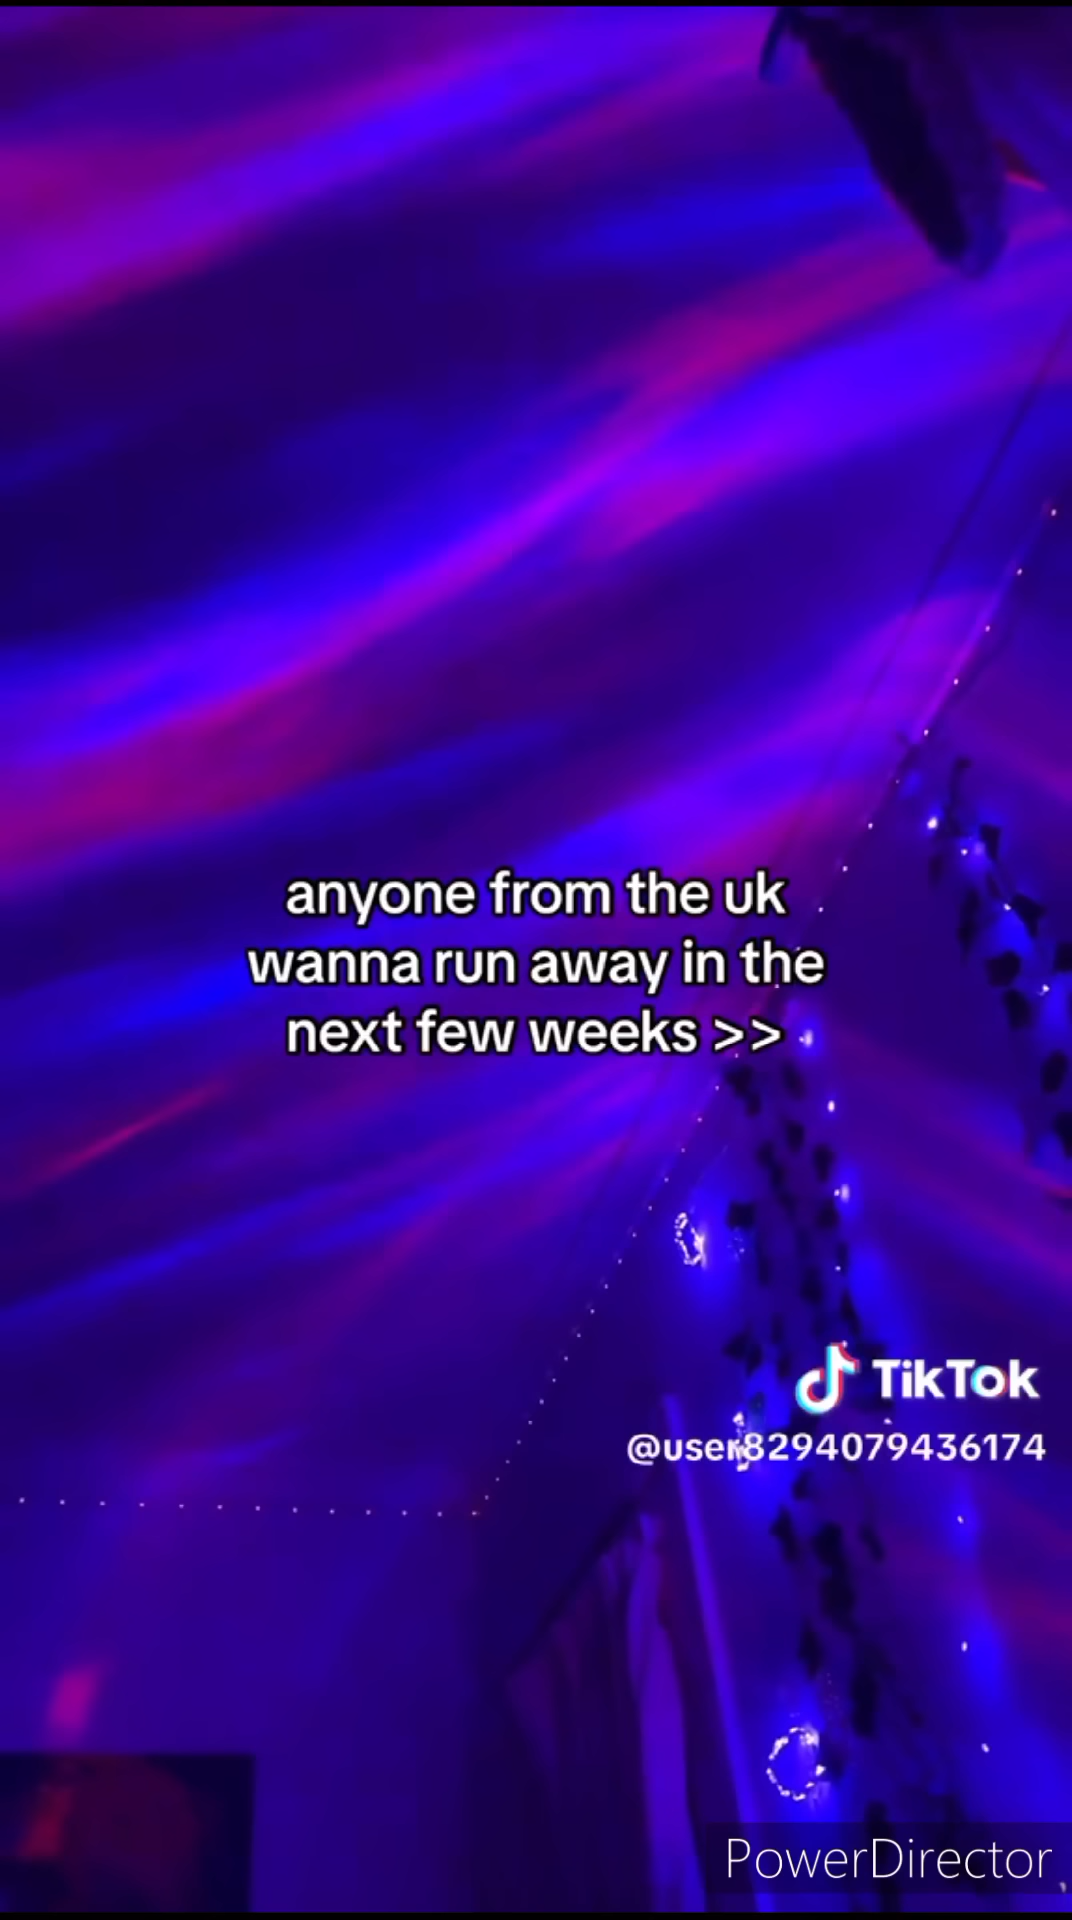 anyone from the uk
wanna run away in the
next few weeks >>
TikTok
@user8294079436174
PowerDirector